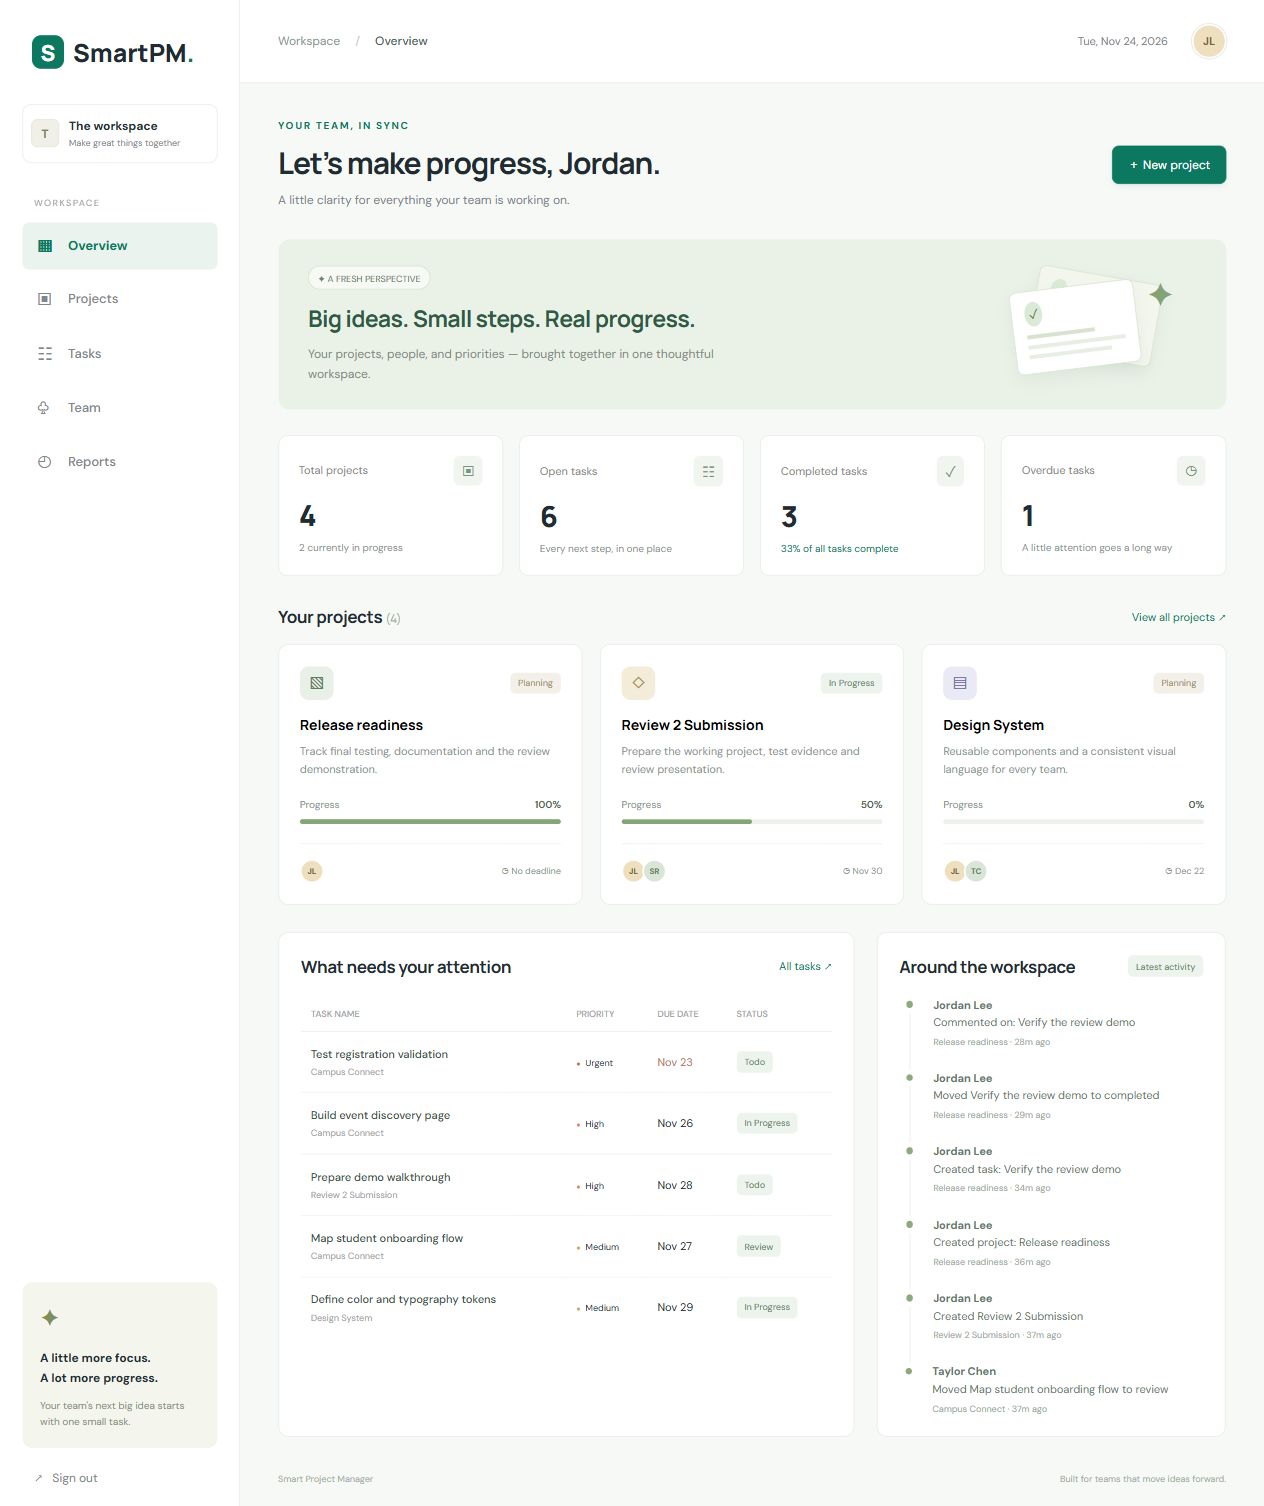 S SmartPM.
T The workspace
Make great things together
WORKSPACE
Overview
Projects
Tasks
Team
Reports
A little more focus.
A lot more progress.
Your team's next big idea starts
with one small task.
↗ Sign out
Workspace / Overview
Tue, Nov 24, 2026 JL
YOUR TEAM, IN SYNC
Let's make progress, Jordan.
A little clarity for everything your team is working on.
+ New project
✦ A FRESH PERSPECTIVE
Big ideas. Small steps. Real progress.
Your projects, people, and priorities — brought together in one thoughtful
workspace.
Total projects
4
2 currently in progress
Open tasks
6
Every next step, in one place
Completed tasks
3
33% of all tasks complete
Overdue tasks
1
A little attention goes a long way
Your projects (4)
View all projects ↗
Planning
Release readiness
Track final testing, documentation and the review
demonstration.
Progress 100%
JL No deadline
In Progress
Review 2 Submission
Prepare the working project, test evidence and
review presentation.
Progress 50%
JL SR Nov 30
Planning
Design System
Reusable components and a consistent visual
language for every team.
Progress 0%
JL TC Dec 22
What needs your attention
All tasks ↗
TASK NAME PRIORITY DUE DATE STATUS
Test registration validation Urgent Nov 23 Todo
Campus Connect
Build event discovery page High Nov 26 In Progress
Campus Connect
Prepare demo walkthrough High Nov 28 Todo
Review 2 Submission
Map student onboarding flow Medium Nov 27 Review
Campus Connect
Define color and typography tokens Medium Nov 29 In Progress
Design System
Around the workspace
Latest activity
Jordan Lee
Commented on: Verify the review demo
Release readiness · 28m ago
Jordan Lee
Moved Verify the review demo to completed
Release readiness · 29m ago
Jordan Lee
Created task: Verify the review demo
Release readiness · 34m ago
Jordan Lee
Created project: Release readiness
Release readiness · 36m ago
Jordan Lee
Created Review 2 Submission
Review 2 Submission · 37m ago
Taylor Chen
Moved Map student onboarding flow to review
Campus Connect · 37m ago
Smart Project Manager
Built for teams that move ideas forward.